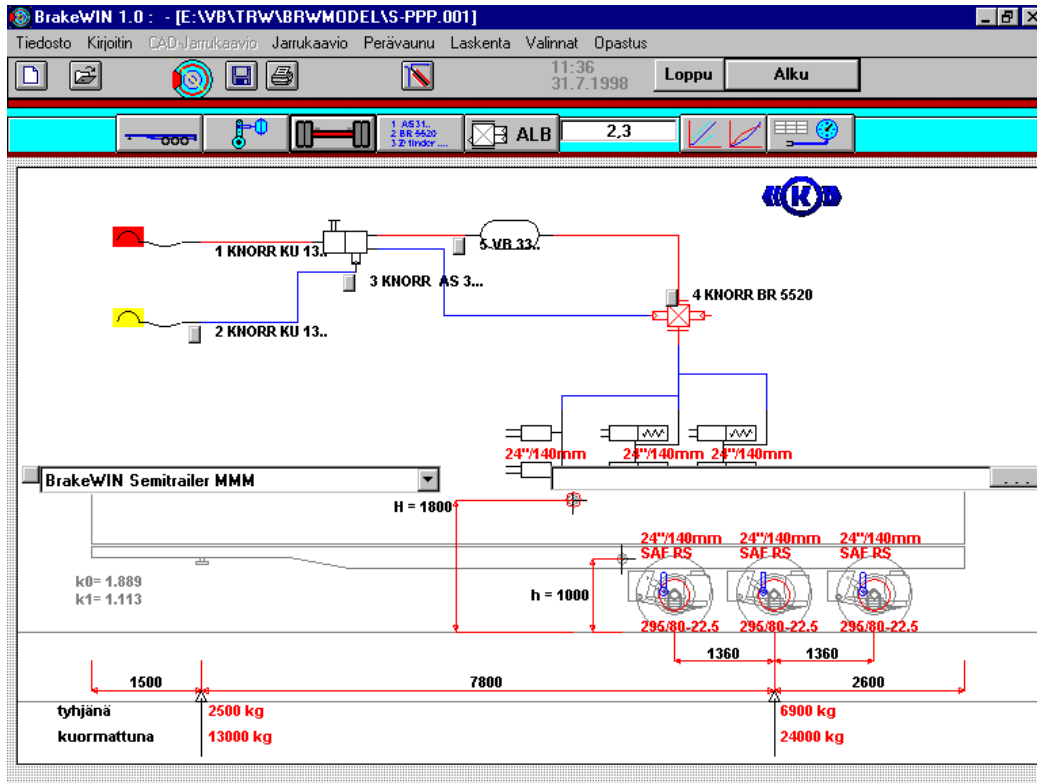 BrakeWIN 1.0 : - [E:\VB\TRW\BRWMODEL\S-PPP.001]
Tiedosto Kirjoitin CAD-Jarrukaavio Jarrukaavio Perävaunu Laskenta Valinnat Opastus
11:36
31.7.1998
Loppu Alku
1 AS31..
2 BR 5520
3 Zylinder ....
ALB 2,3
K
1 KNORR KU 13..
5 VB 33..
3 KNORR AS 3...
4 KNORR BR 5520
2 KNORR KU 13..
24"/140mm 24"/140mm 24"/140mm
BrakeWIN Semitrailer MMM
...
H = 1800
24"/140mm 24"/140mm 24"/140mm
SAF RS SAF RS SAF RS
k0= 1.889
k1= 1.113
h = 1000
295/80-22.5 295/80-22.5 295/80-22.5
1360 1360
1500 7800 2600
tyhjänä 2500 kg 6900 kg
kuormattuna 13000 kg 24000 kg